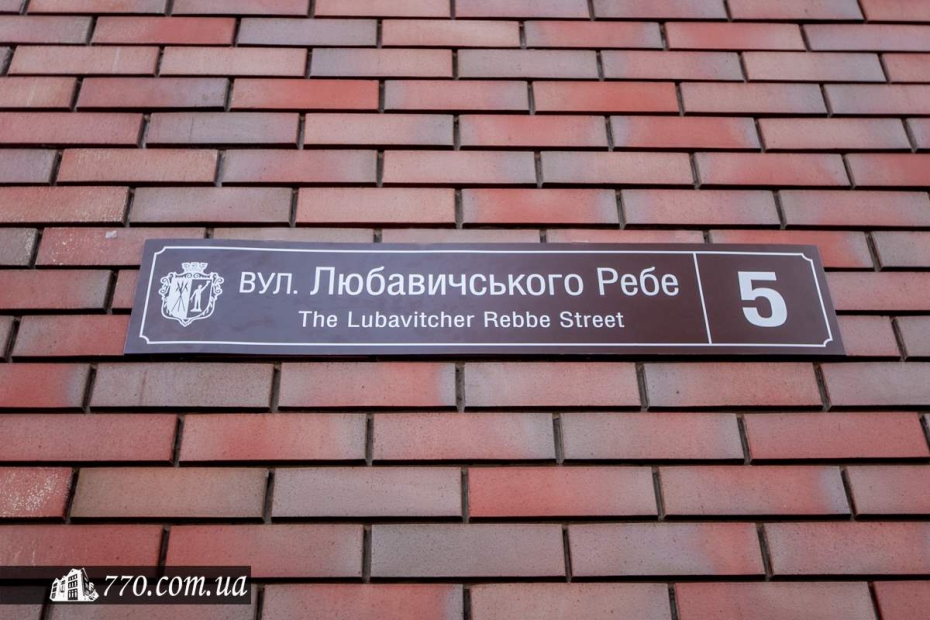 ВУЛ. Любавичського Ребе
The Lubavitcher Rebbe Street
5
770.com.ua